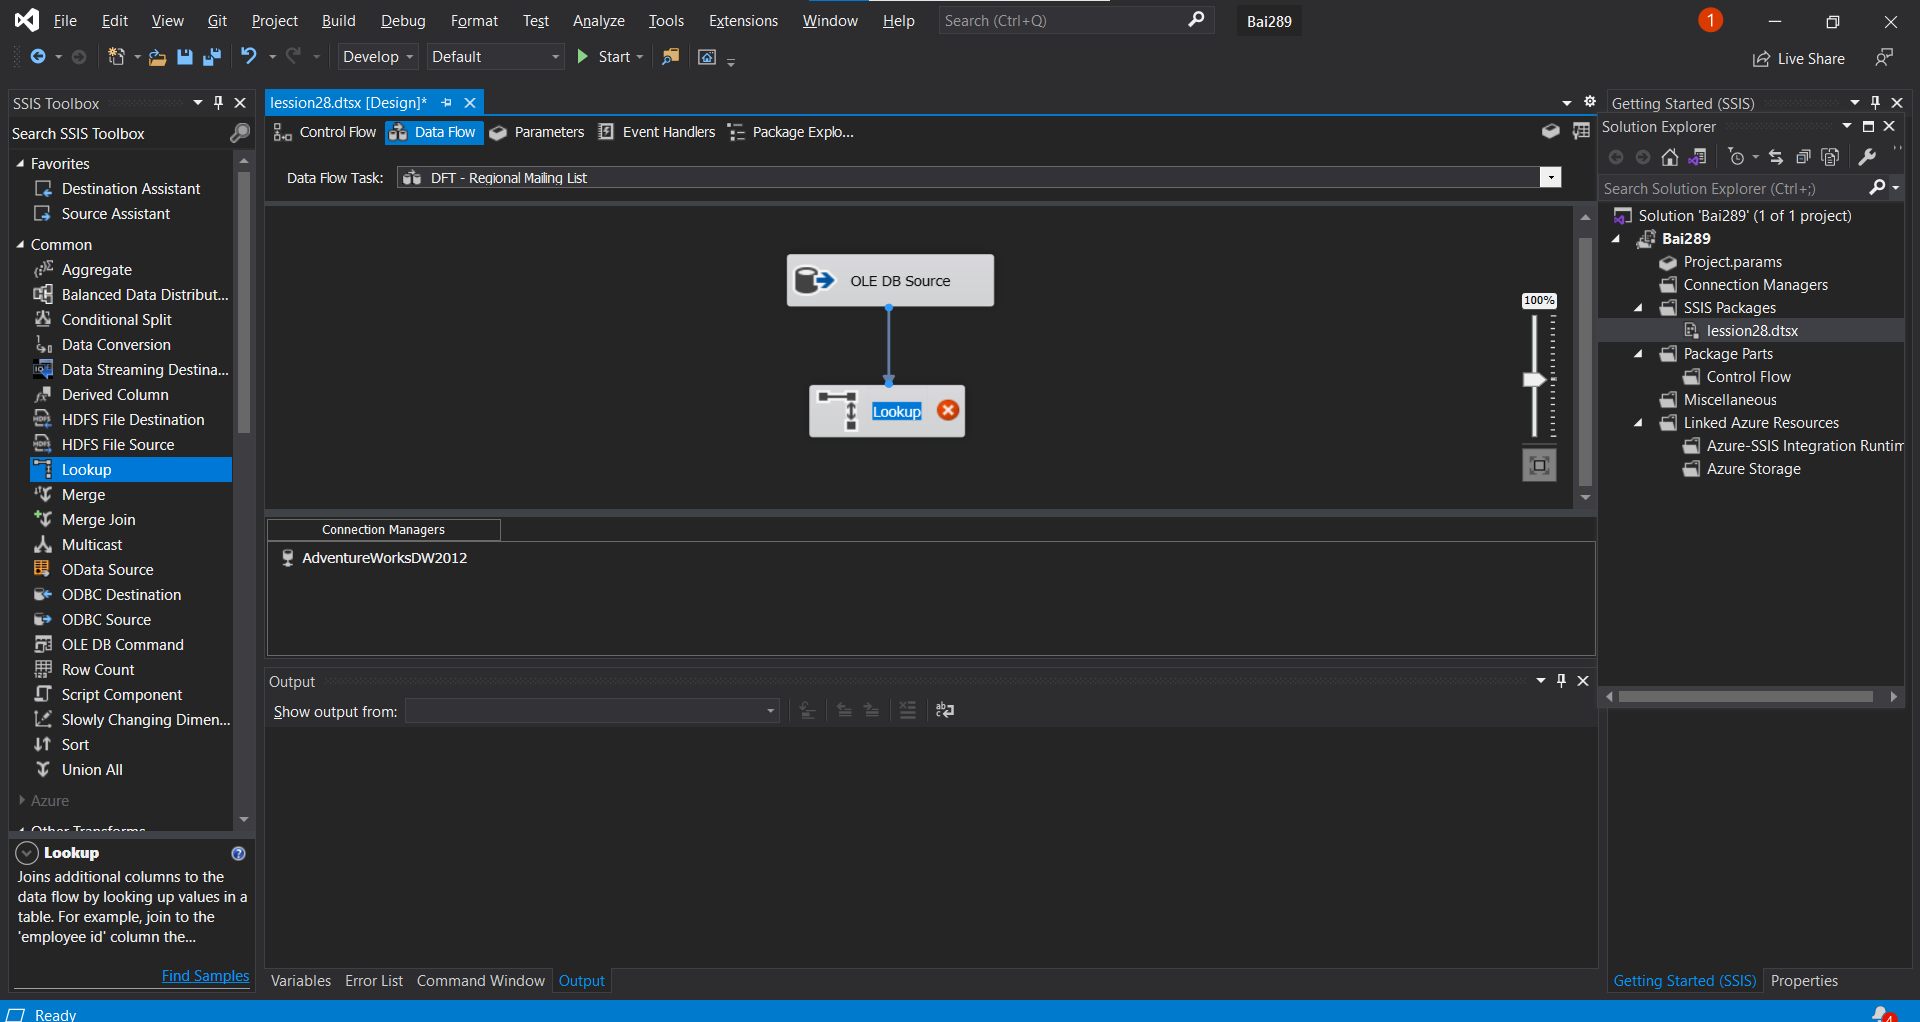 File Edit View Git Project Build Debug Format Test Analyze Tools Extensions Window Help Search (Ctrl+Q) Bai289 1
Develop Default Start Live Share
SSIS Toolbox
Search SSIS Toolbox
Favorites
Destination Assistant
Source Assistant
Common
Aggregate
Balanced Data Distribut...
Conditional Split
Data Conversion
Data Streaming Destina...
Derived Column
HDFS File Destination
HDFS File Source
Lookup
Merge
Merge Join
Multicast
OData Source
ODBC Destination
ODBC Source
OLE DB Command
Row Count
Script Component
Slowly Changing Dimen...
Sort
Union All
Azure
Other Transforms
Lookup
Joins additional columns to the
data flow by looking up values in a
table. For example, join to the
'employee id' column the...
Find Samples
lession28.dtsx [Design]*
Control Flow Data Flow Parameters Event Handlers Package Explo...
Data Flow Task: DFT - Regional Mailing List
OLE DB Source
Lookup
100%
Connection Managers
AdventureWorksDW2012
Output
Show output from:
Variables Error List Command Window Output
Getting Started (SSIS)
Solution Explorer
Search Solution Explorer (Ctrl+;)
Solution 'Bai289' (1 of 1 project)
Bai289
Project.params
Connection Managers
SSIS Packages
lession28.dtsx
Package Parts
Control Flow
Miscellaneous
Linked Azure Resources
Azure-SSIS Integration Runtim
Azure Storage
Getting Started (SSIS) Properties
Ready 4